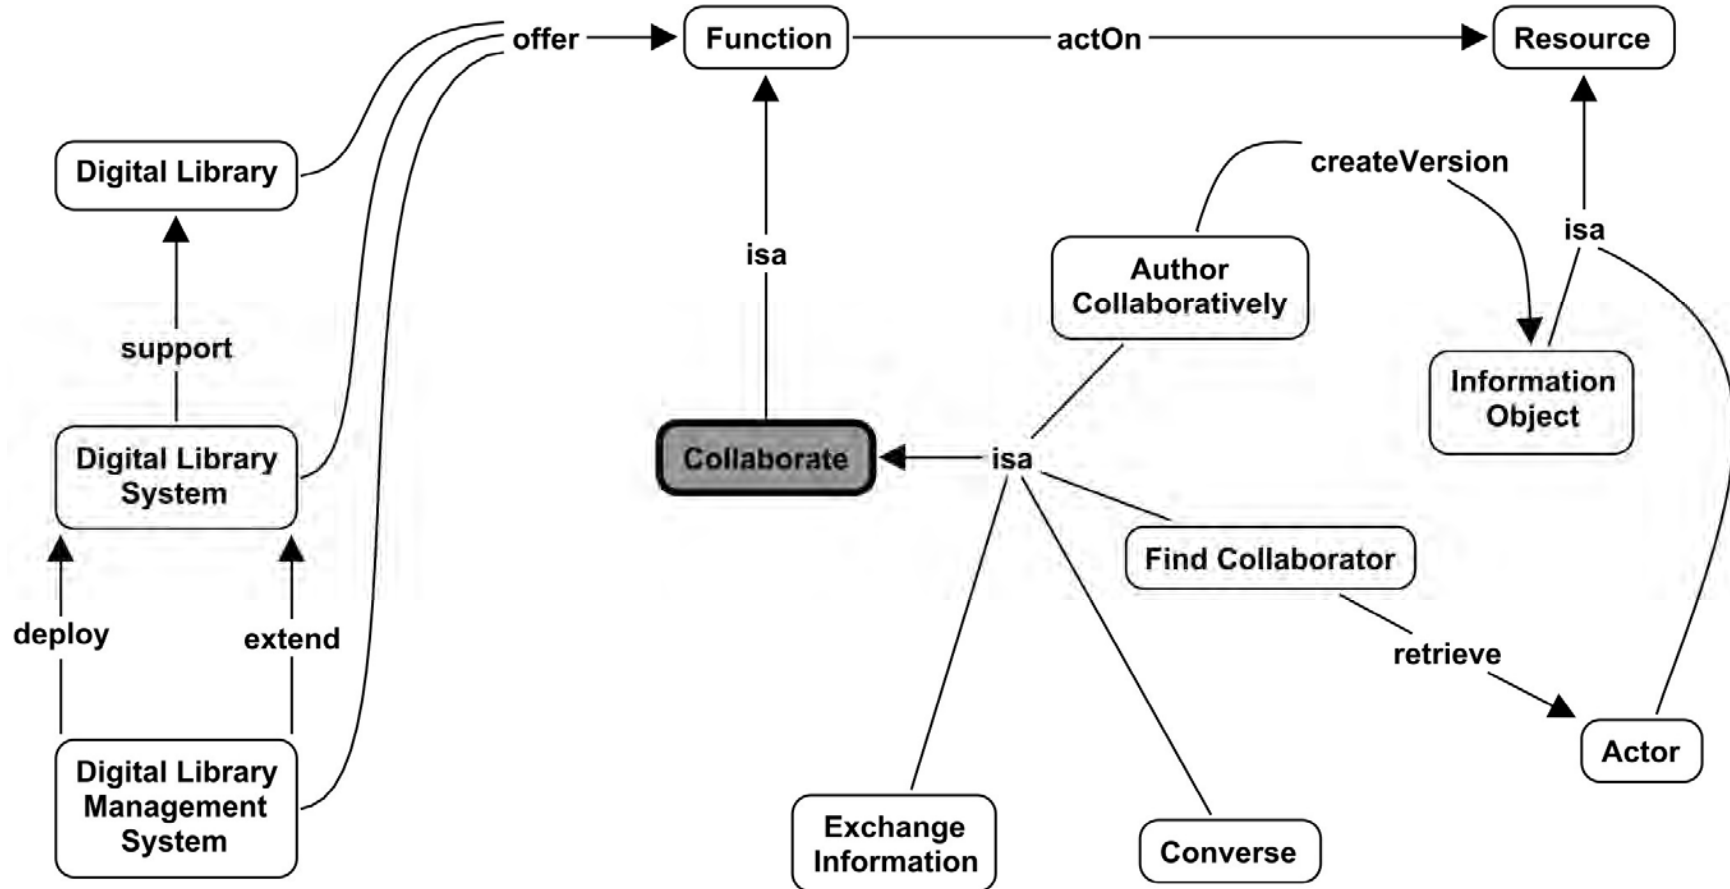 offer
Function
actOn
Resource
Digital Library
createVersion
isa
isa
Author
Collaboratively
support
Information
Object
Digital Library
System
Collaborate
isa
Find Collaborator
deploy
extend
retrieve
Actor
Digital Library
Management
System
Exchange
Information
Converse